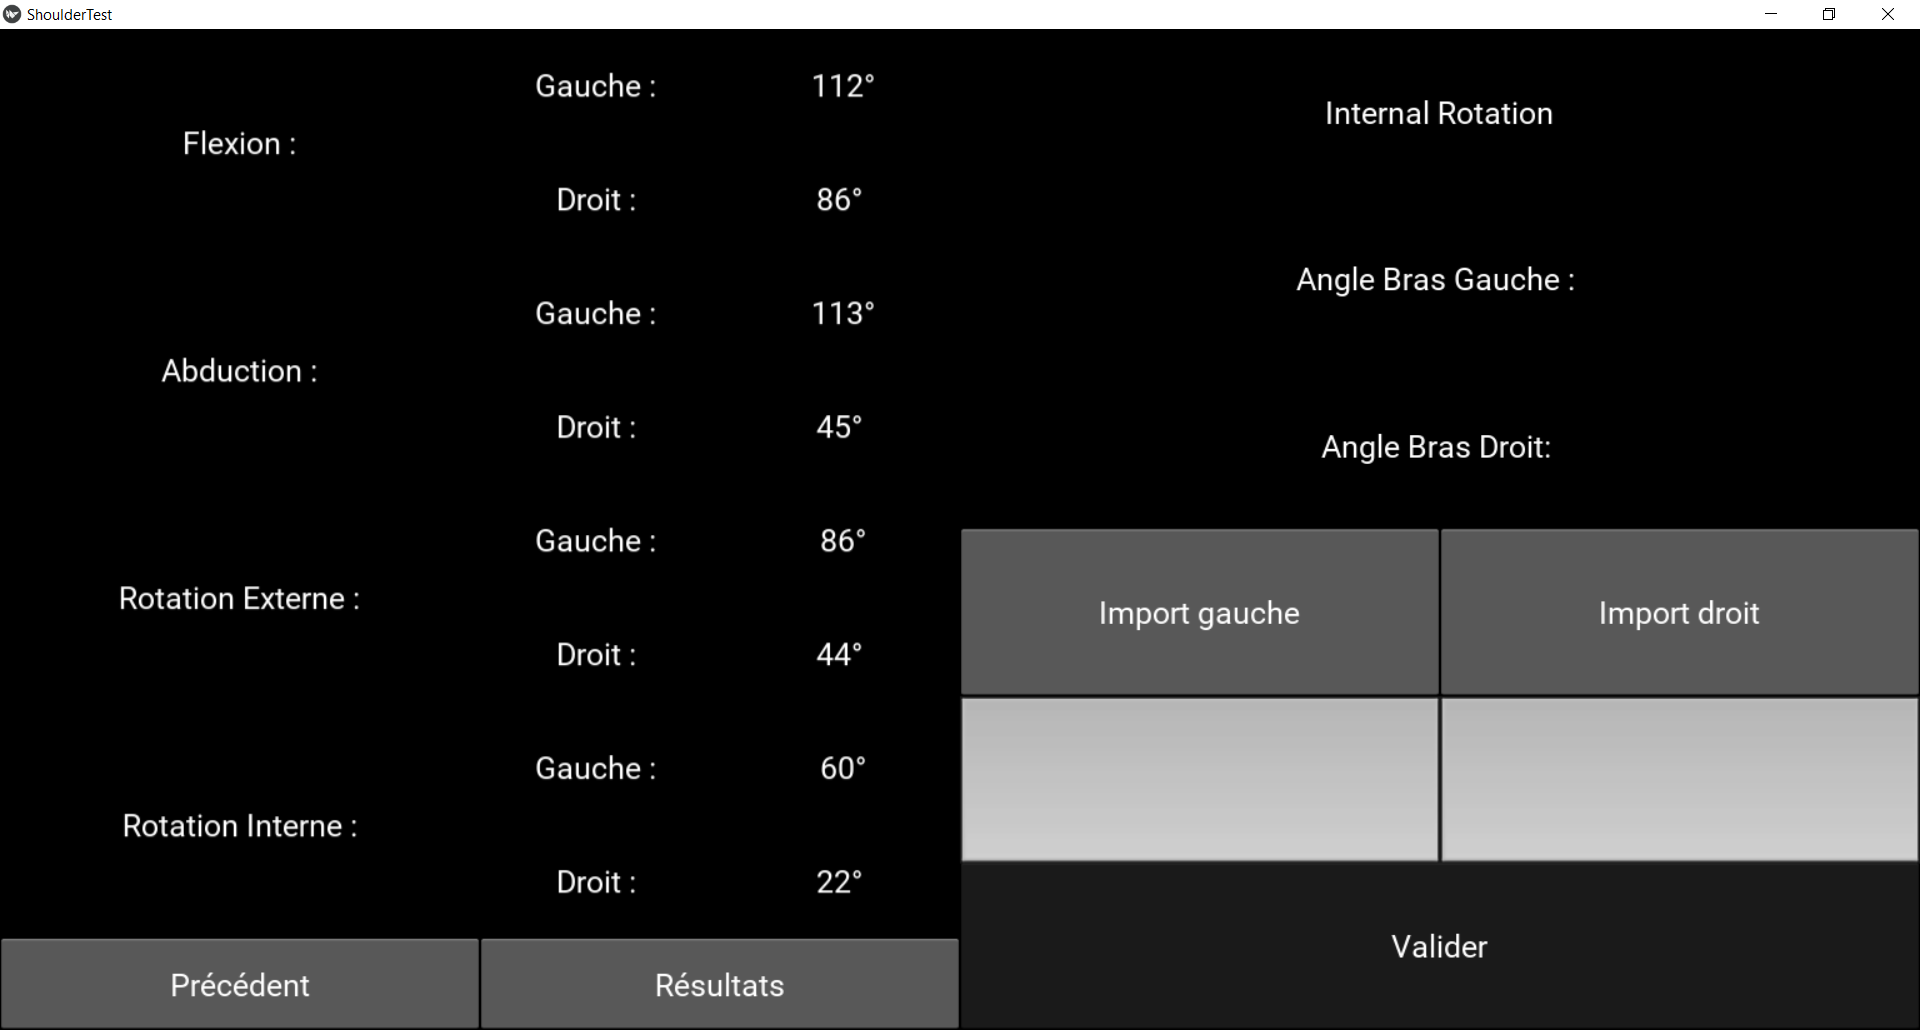 ShoulderTest
Gauche : 112°
Flexion :
Droit : 86°
Gauche : 113°
Abduction :
Droit : 45°
Gauche : 86°
Rotation Externe :
Droit : 44°
Gauche : 60°
Rotation Interne :
Droit : 22°
Précédent
Résultats
Internal Rotation
Angle Bras Gauche :
Angle Bras Droit:
Import gauche
Import droit
Valider